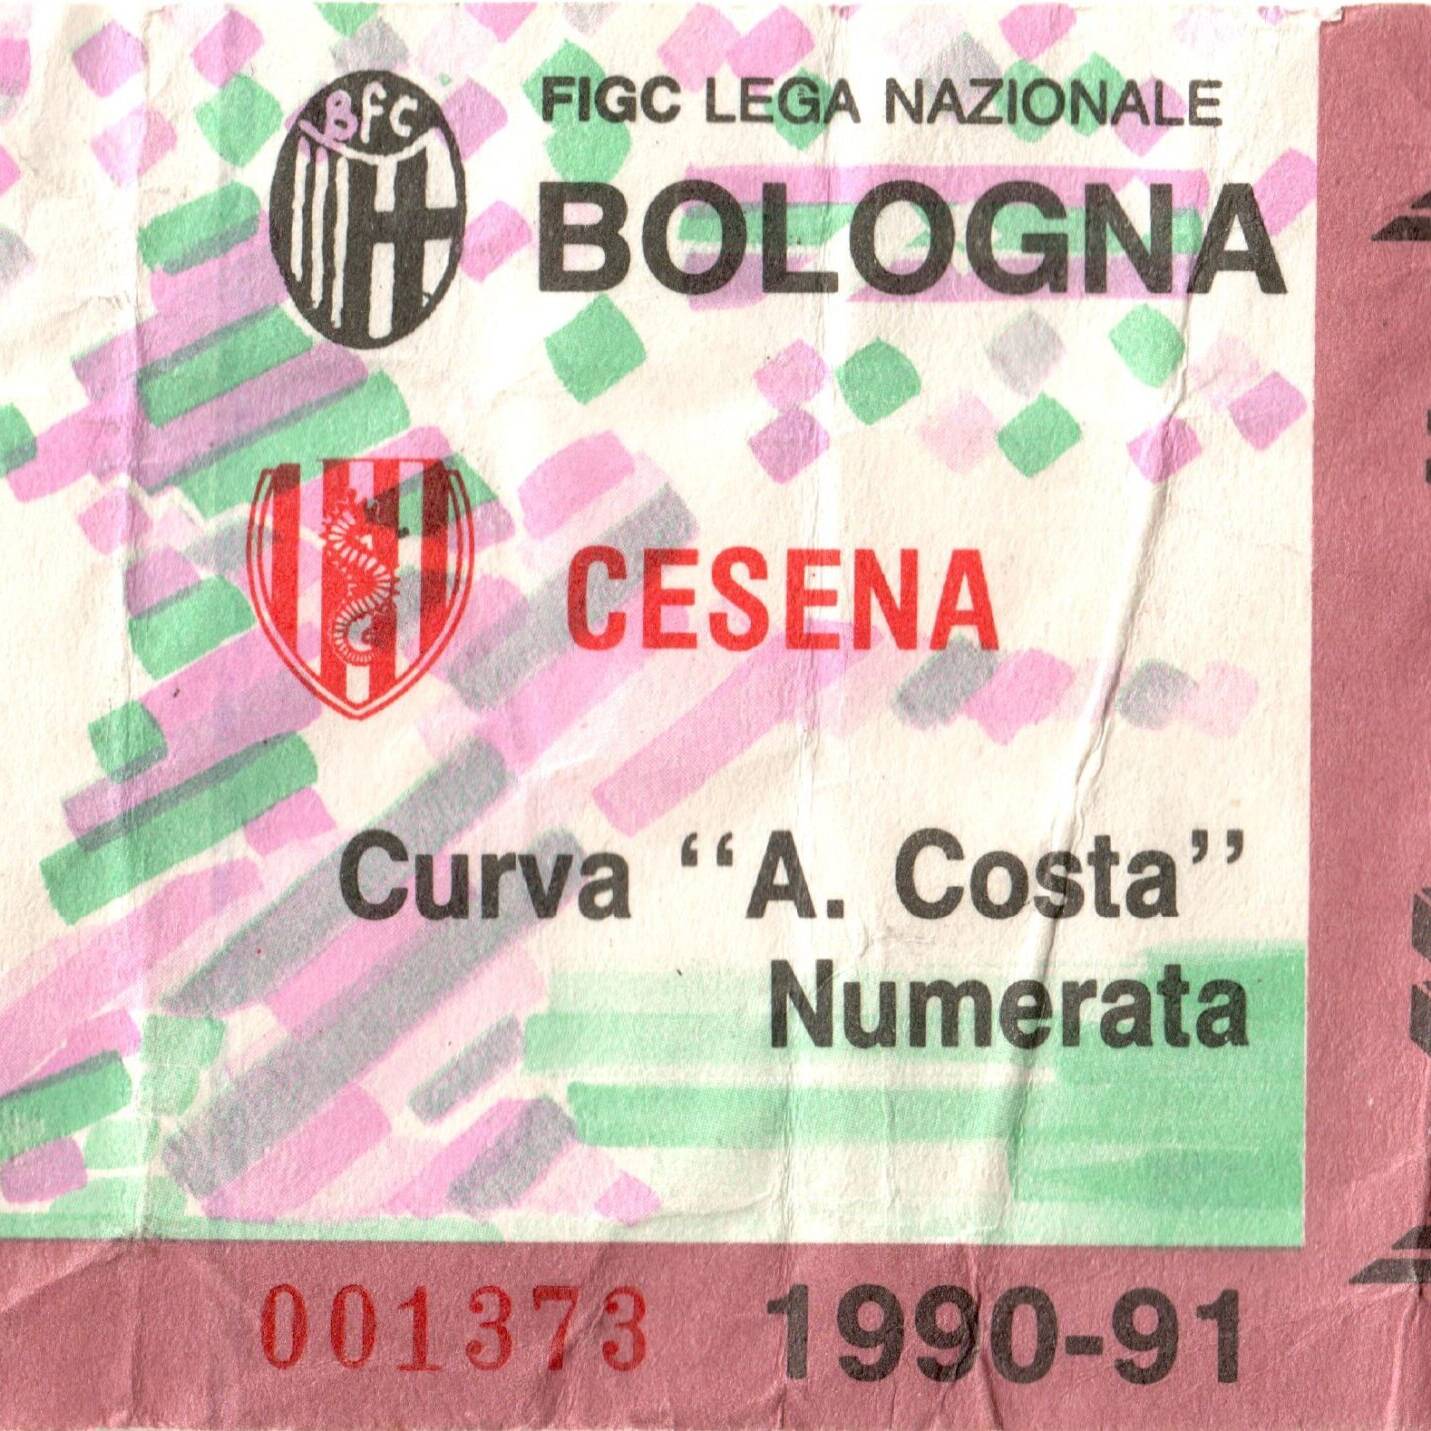 BFC
FIGC LEGA NAZIONALE
BOLOGNA
CESENA
Curva “A. Costa”
Numerata
001373 1990-91